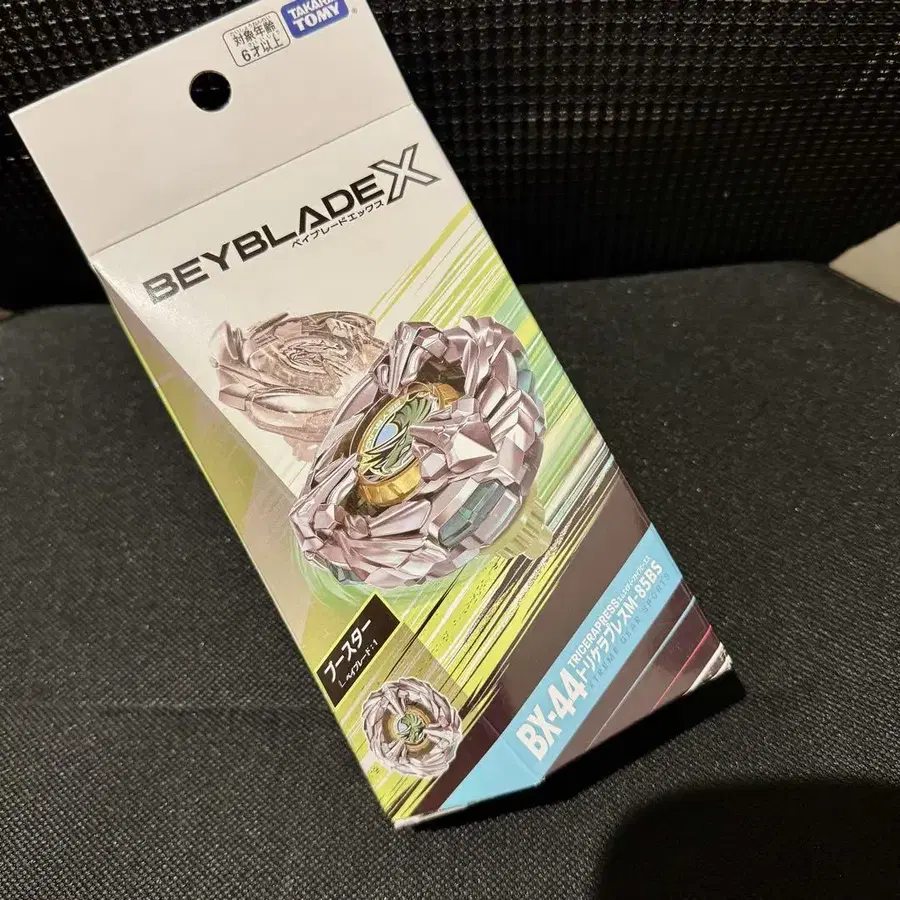 対象年齢
6才以上
TAKARA
TOMY
BEYBLADE X
ベイブレードエックス
ブースター
ベイブレード:1
BX-44
TRICERAPRESS
トリケラプレスM-85BS
XTREME GEAR SPORTS